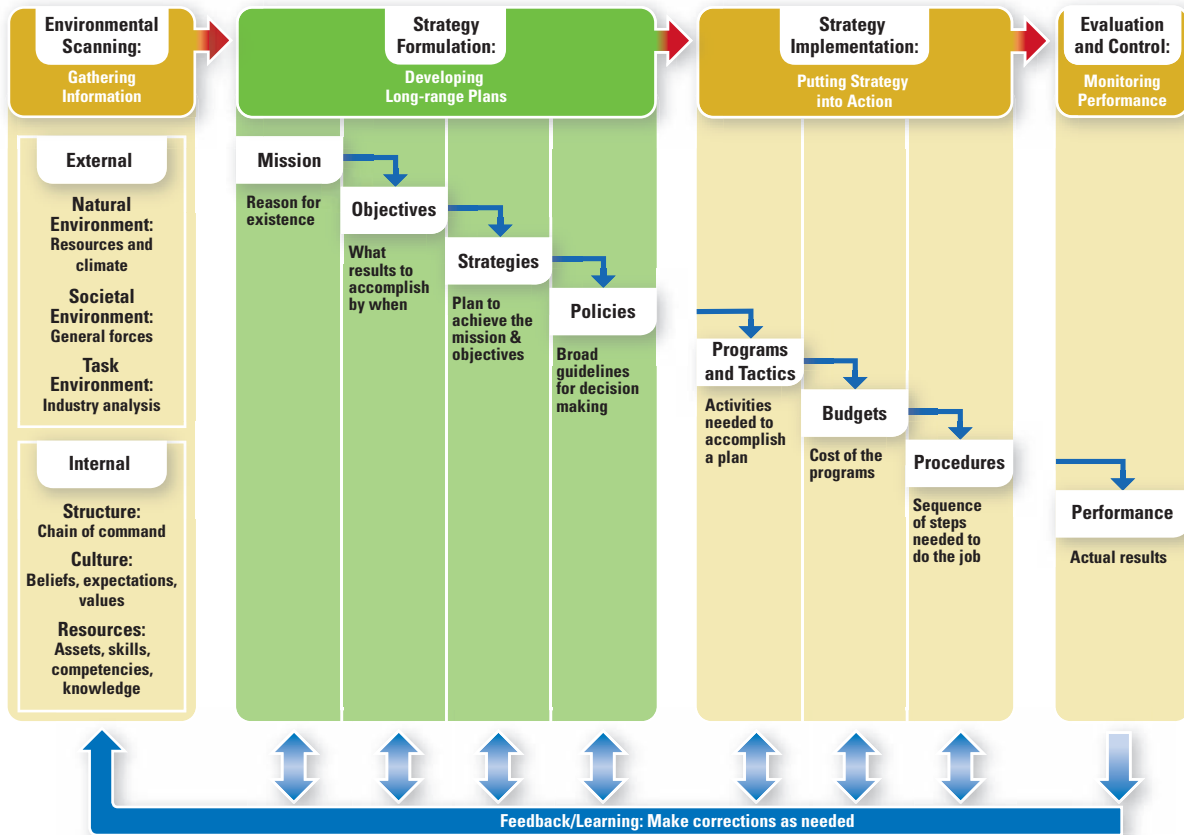 Environmental
Scanning:
Gathering
Information
Strategy
Formulation:
Developing
Long-range Plans
Strategy
Implementation:
Putting Strategy
into Action
Evaluation
and Control:
Monitoring
Performance
External
Natural
Environment:
Resources and
climate
Societal
Environment:
General forces
Task
Environment:
Industry analysis
Internal
Structure:
Chain of command
Culture:
Beliefs, expectations,
values
Resources:
Assets, skills,
competencies,
knowledge
Mission
Reason for
existence
Objectives
What
results to
accomplish
by when
Strategies
Plan to
achieve the
mission &
objectives
Policies
Broad
guidelines
for decision
making
Programs
and Tactics
Activities
needed to
accomplish
a plan
Budgets
Cost of the
programs
Procedures
Sequence
of steps
needed to
do the job
Performance
Actual results
Feedback/Learning: Make corrections as needed